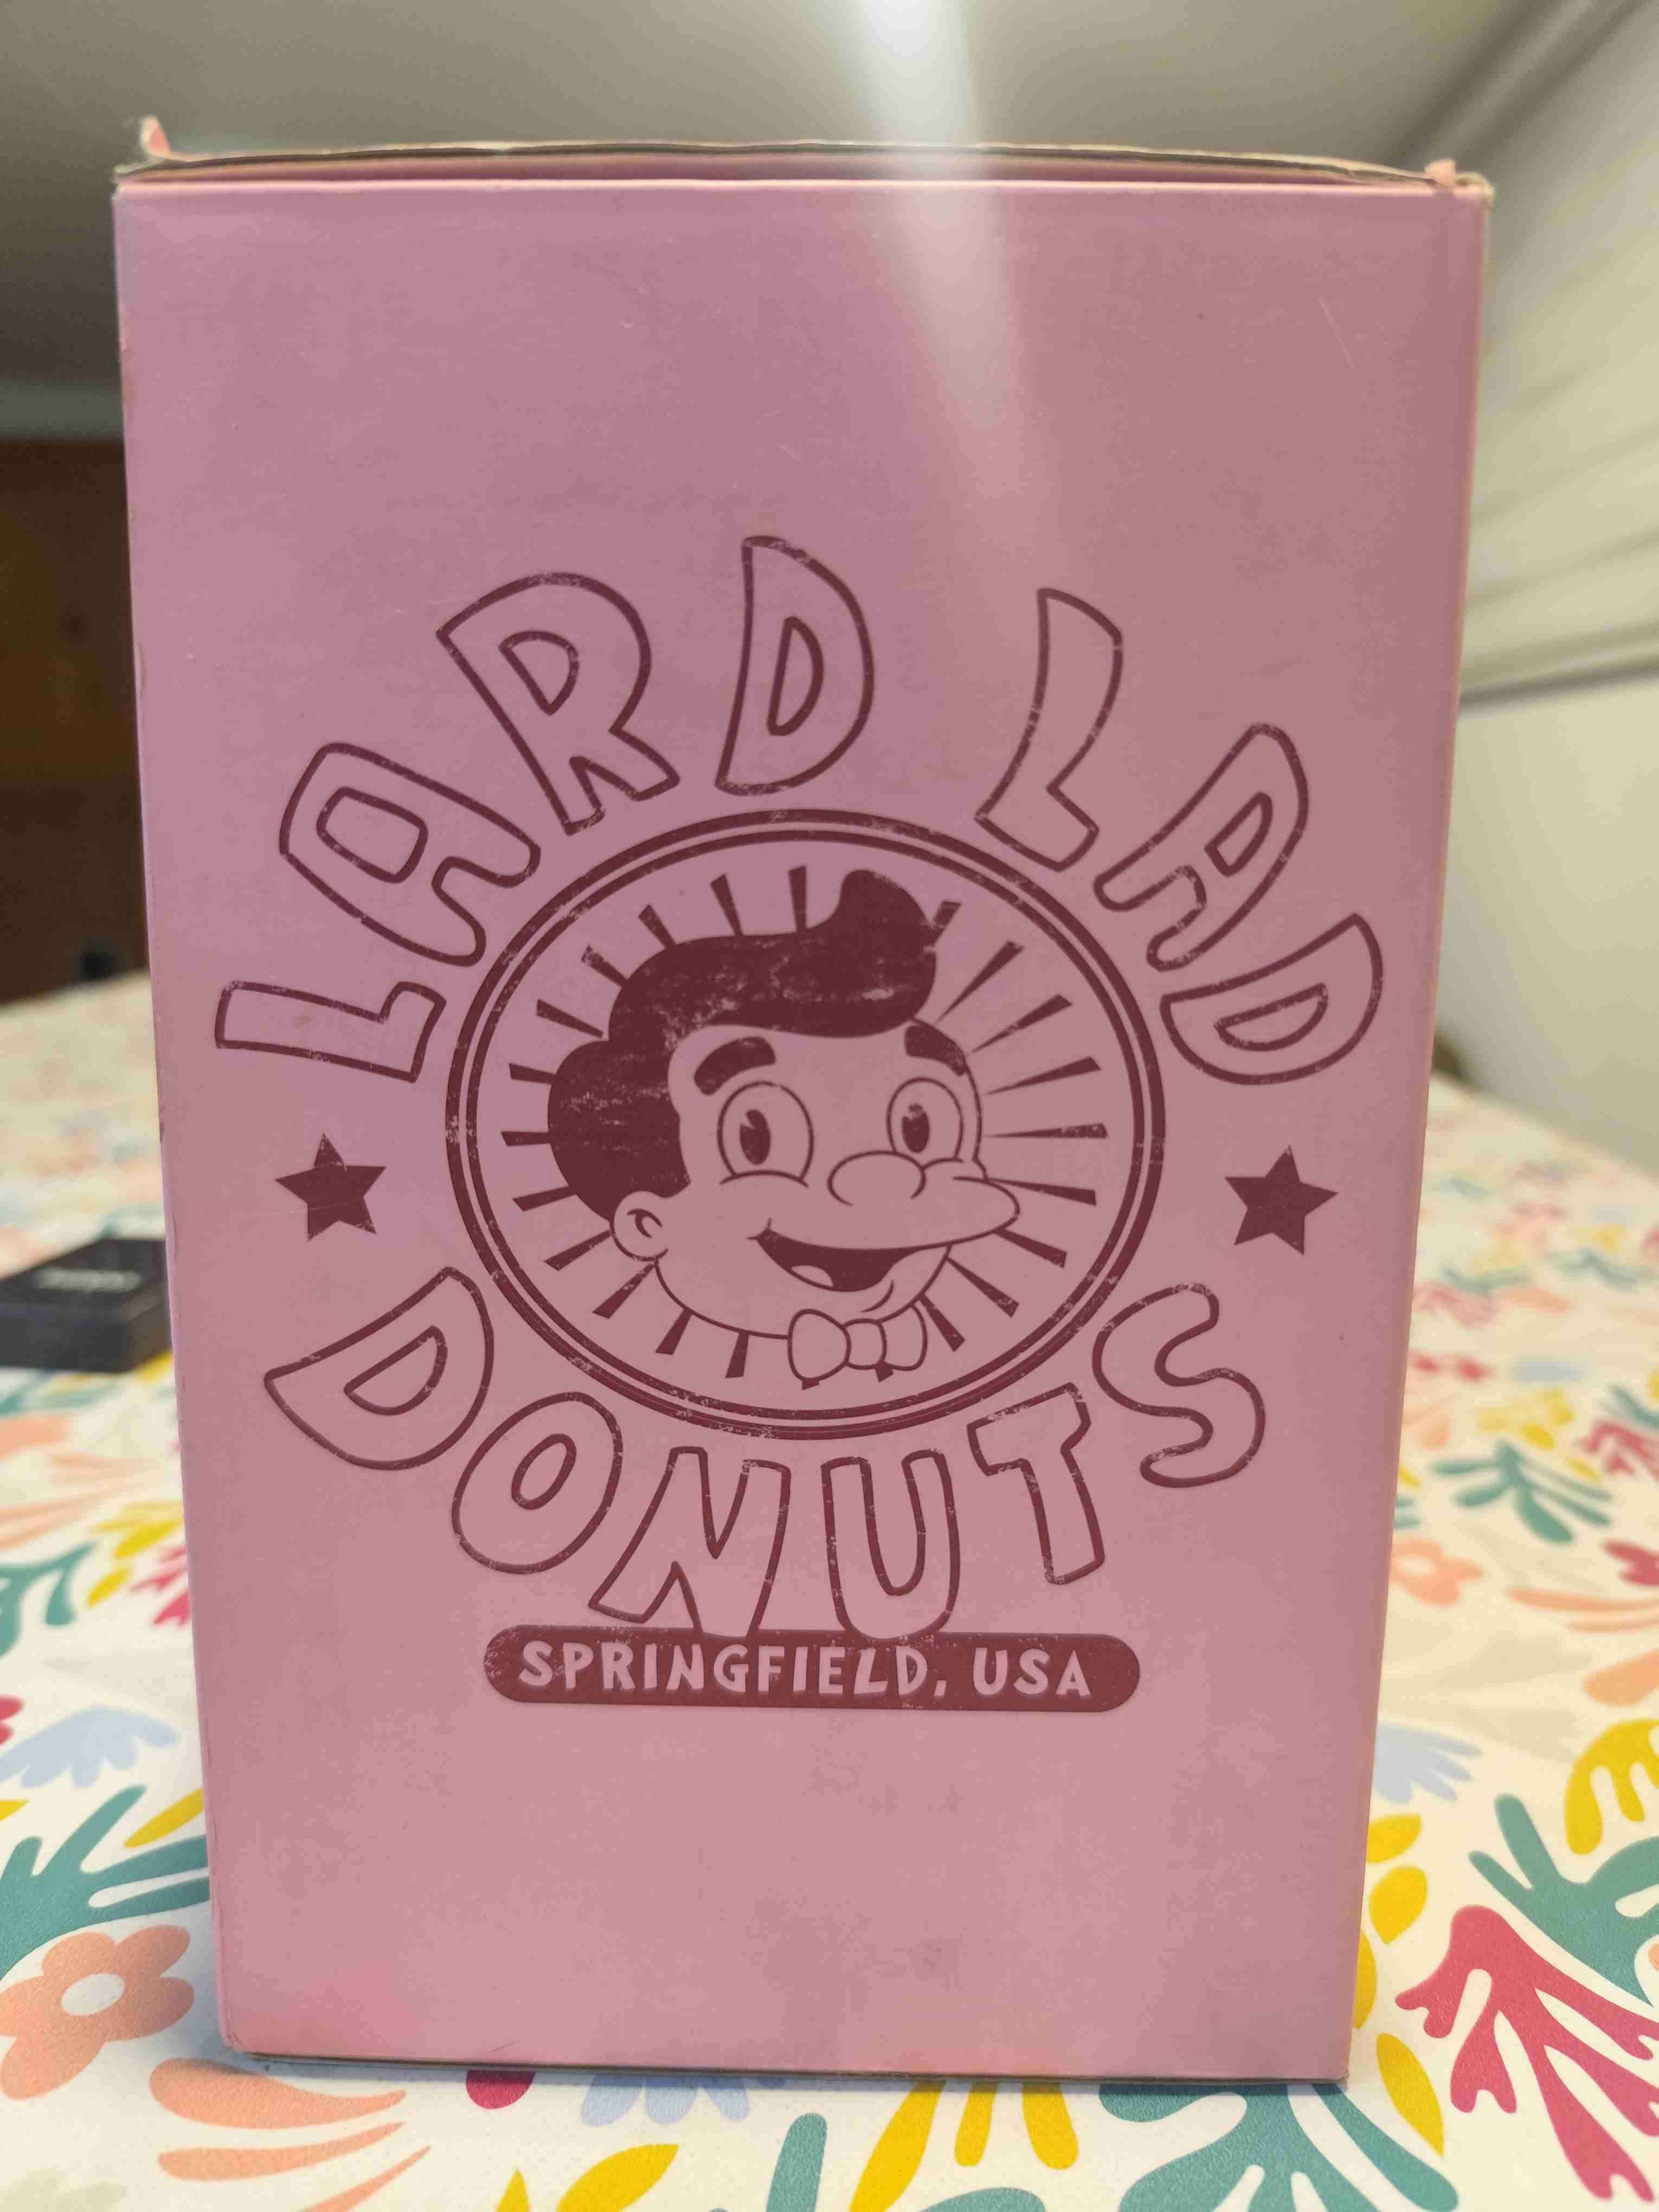 LARD LAD
DONUTS
SPRINGFIELD, USA